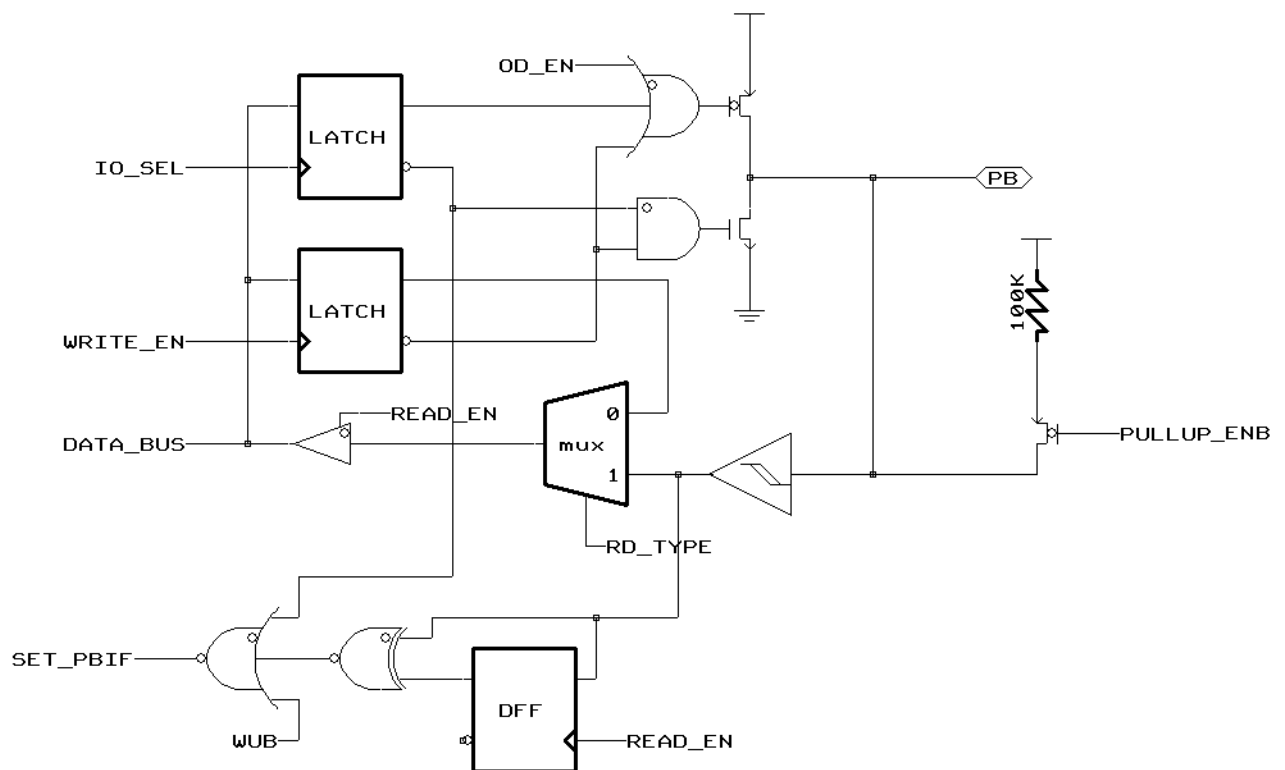 OD_EN
LATCH
IO_SEL
PB
100K
LATCH
WRITE_EN
READ_EN
0
DATA_BUS
mux
PULLUP_ENB
1
RD_TYPE
SET_PBIF
DFF
WUB
READ_EN